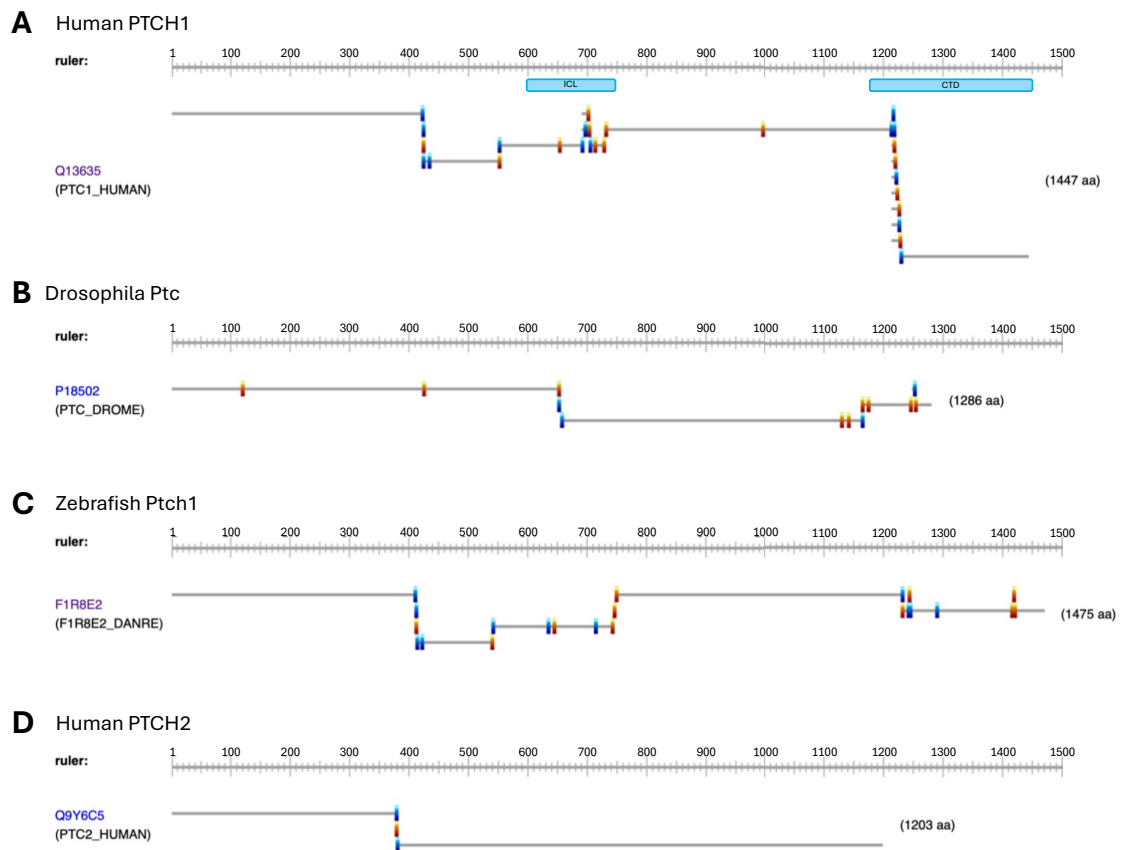 A Human PTCH1
1 100 200 300 400 500 600 700 800 900 1000 1100 1200 1300 1400 1500
ruler:
ICL CTD
Q13635
(PTC1_HUMAN)
(1447 aa)
B Drosophila Ptc
1 100 200 300 400 500 600 700 800 900 1000 1100 1200 1300 1400 1500
ruler:
P18502
(PTC_DROME)
(1286 aa)
C Zebrafish Ptch1
1 100 200 300 400 500 600 700 800 900 1000 1100 1200 1300 1400 1500
ruler:
F1R8E2
(F1R8E2_DANRE)
(1475 aa)
D Human PTCH2
1 100 200 300 400 500 600 700 800 900 1000 1100 1200 1300 1400 1500
ruler:
Q9Y6C5
(PTC2_HUMAN)
(1203 aa)